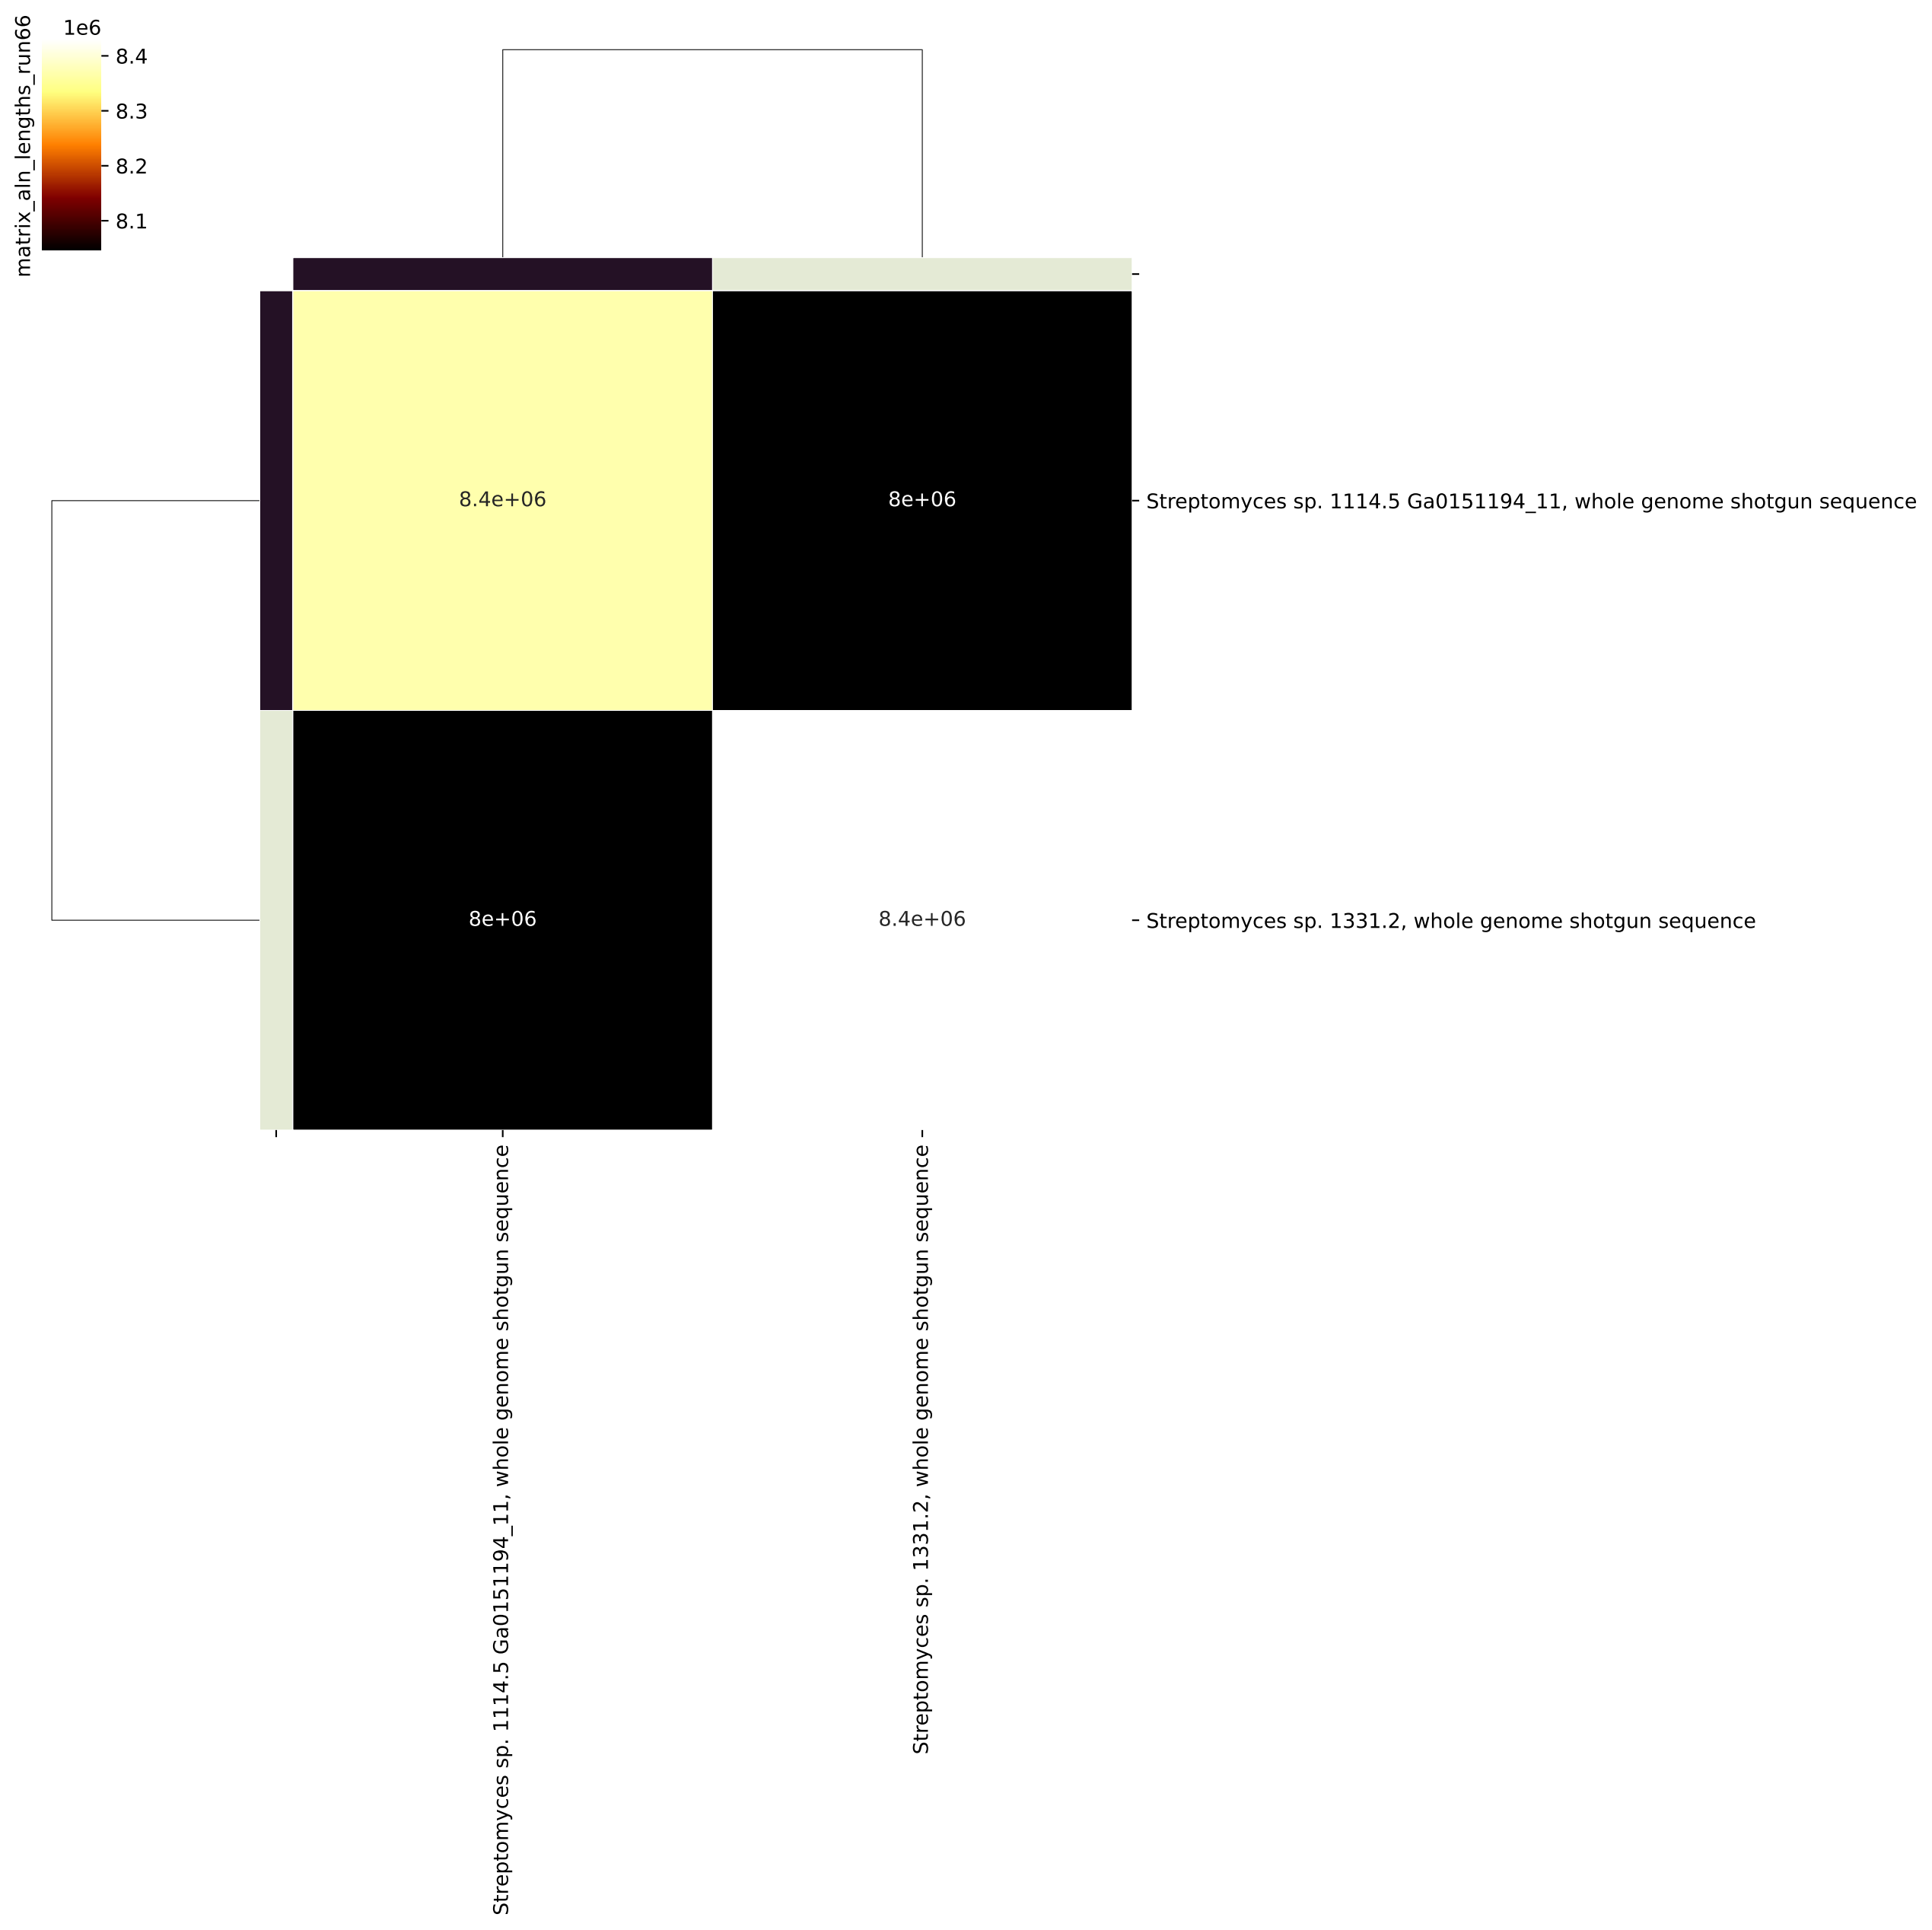 matrix_aln_lengths_run66
1e6
8.4
8.3
8.2
8.1
8.4e+06
8e+06
Streptomyces sp. 1114.5 Ga0151194_11, whole genome shotgun sequence
8e+06
8.4e+06
Streptomyces sp. 1331.2, whole genome shotgun sequence
Streptomyces sp. 1114.5 Ga0151194_11, whole genome shotgun sequence
Streptomyces sp. 1331.2, whole genome shotgun sequence